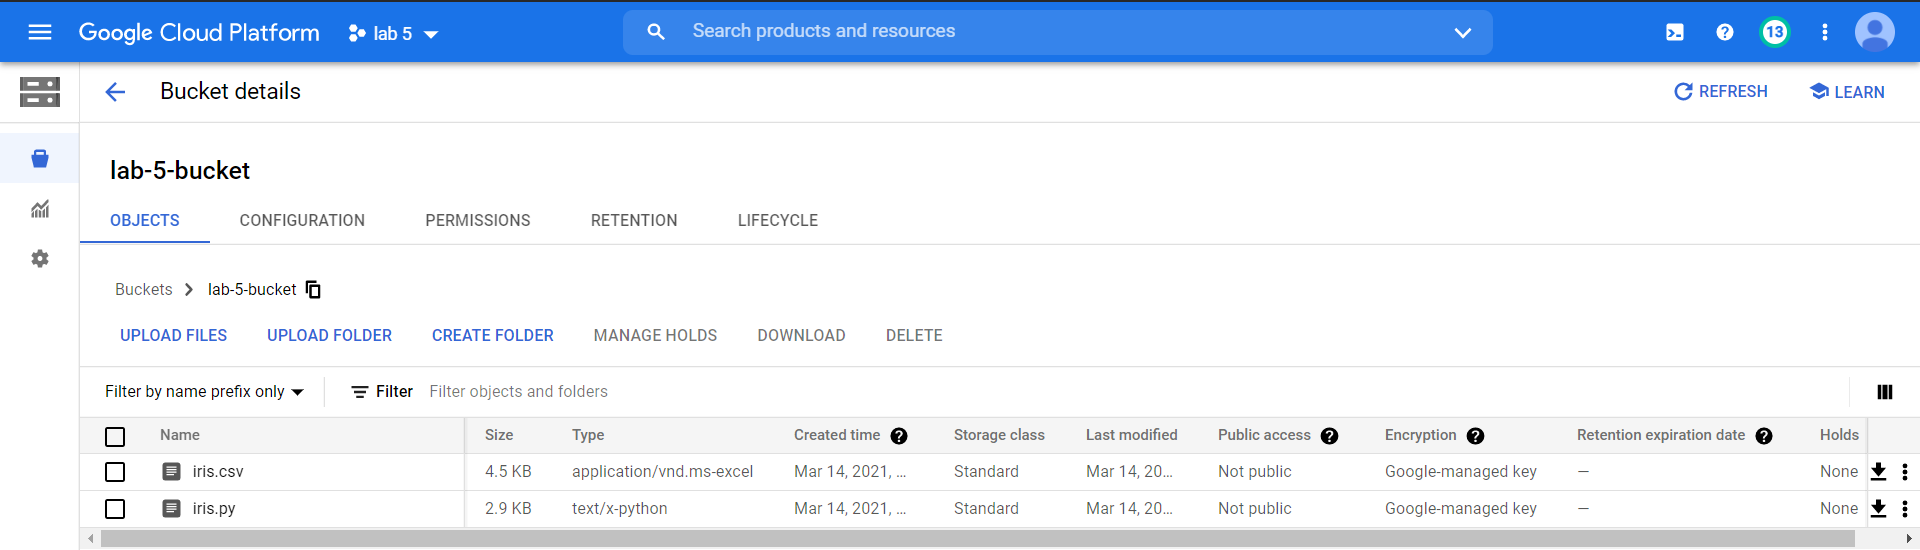 Google Cloud Platform lab 5 Search products and resources 13
Bucket details REFRESH LEARN
lab-5-bucket
OBJECTS CONFIGURATION PERMISSIONS RETENTION LIFECYCLE
Buckets lab-5-bucket
UPLOAD FILES UPLOAD FOLDER CREATE FOLDER MANAGE HOLDS DOWNLOAD DELETE
Filter by name prefix only Filter Filter objects and folders
Name Size Type Created time Storage class Last modified Public access Encryption Retention expiration date Holds
iris.csv 4.5 KB application/vnd.ms-excel Mar 14, 2021, ... Standard Mar 14, 20... Not public Google-managed key — None
iris.py 2.9 KB text/x-python Mar 14, 2021, ... Standard Mar 14, 20... Not public Google-managed key — None